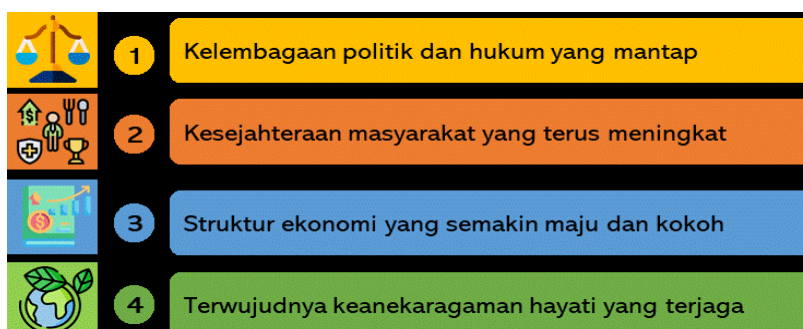 1 Kelembagaan politik dan hukum yang mantap
2 Kesejahteraan masyarakat yang terus meningkat
3 Struktur ekonomi yang semakin maju dan kokoh
4 Terwujudnya keanekaragaman hayati yang terjaga